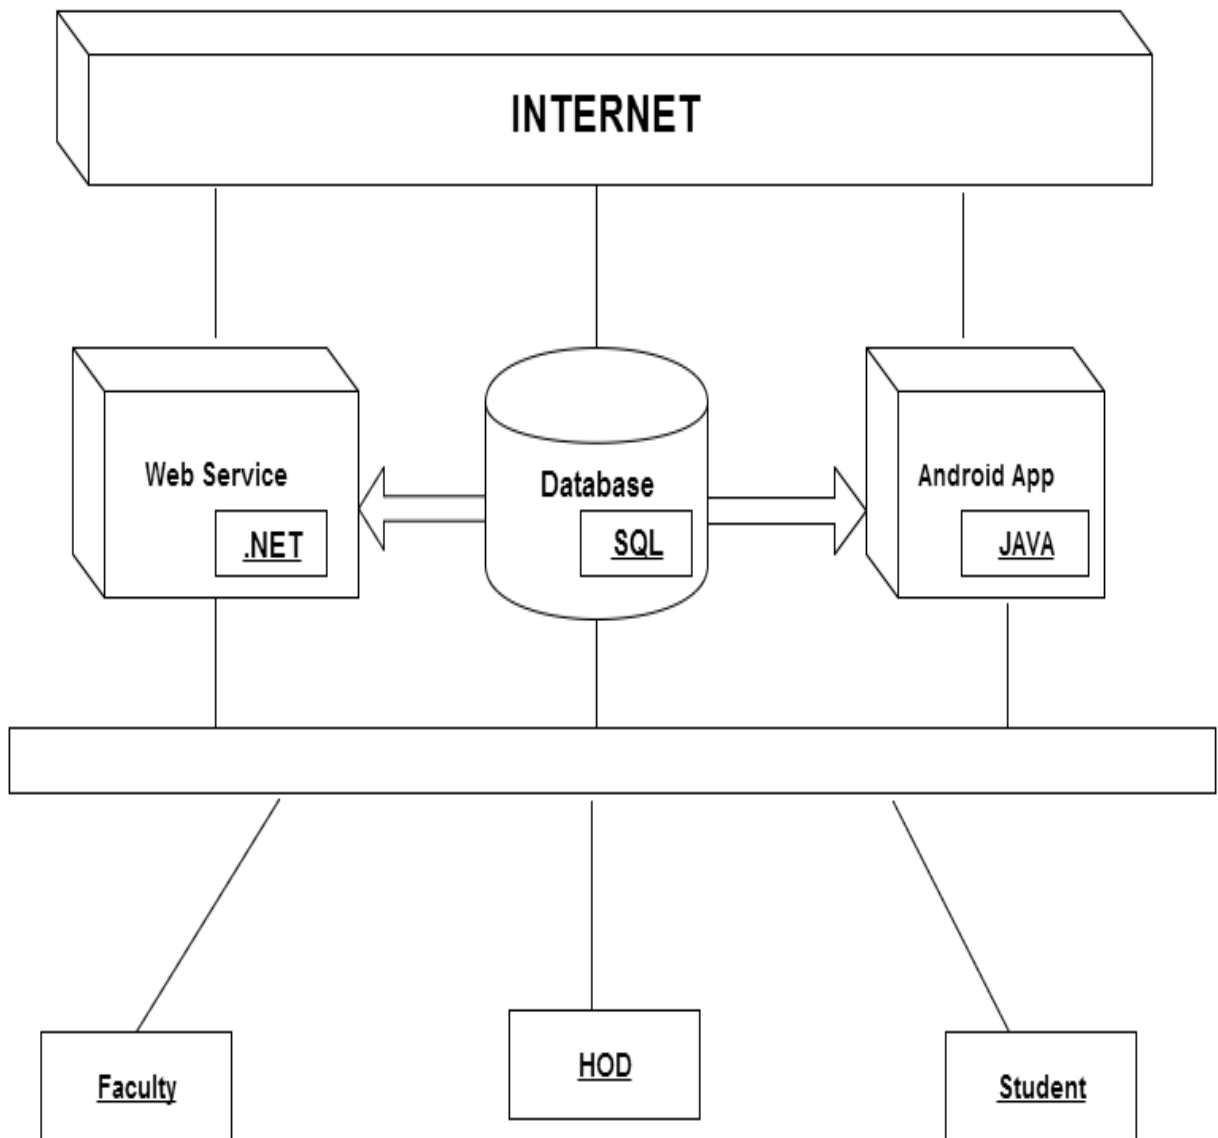 INTERNET
Web Service
.NET
Database
SQL
Android App
JAVA
Faculty
HOD
Student